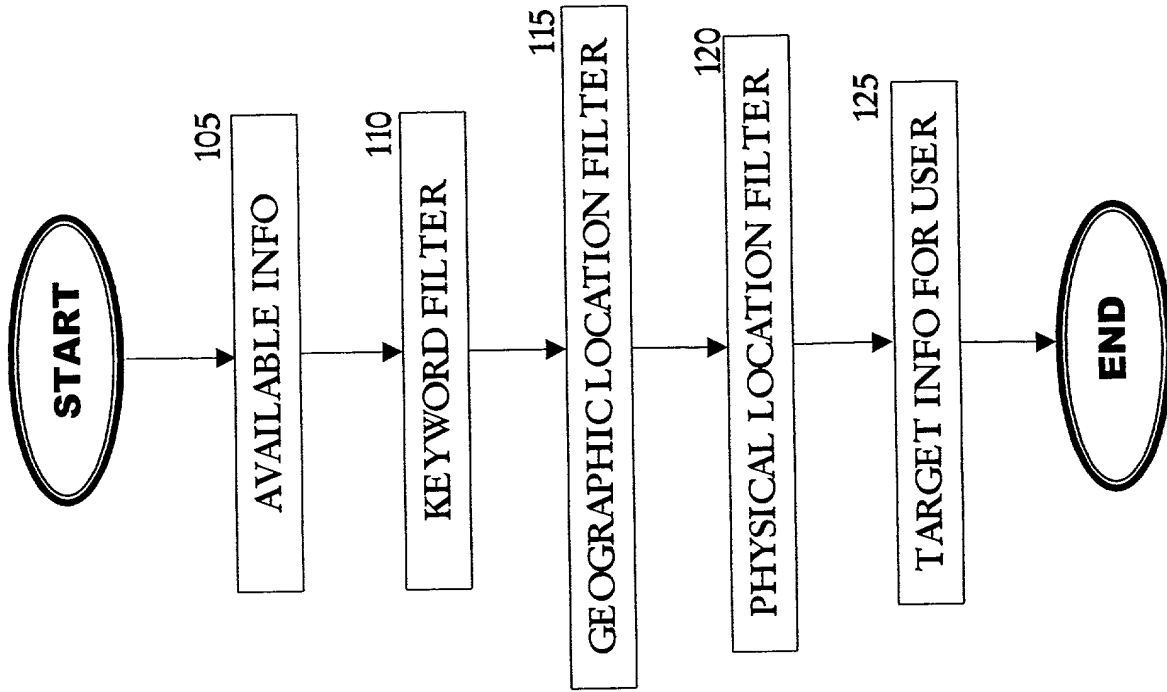 START
105
AVAILABLE INFO
110
KEYWORD FILTER
115
GEOGRAPHIC LOCATION FILTER
120
PHYSICAL LOCATION FILTER
125
TARGET INFO FOR USER
END